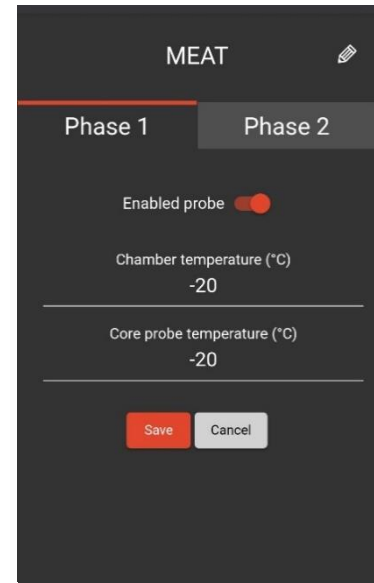 MEAT
Phase 1 Phase 2
Enabled probe
Chamber temperature (°C)
-20
Core probe temperature (°C)
-20
Save Cancel